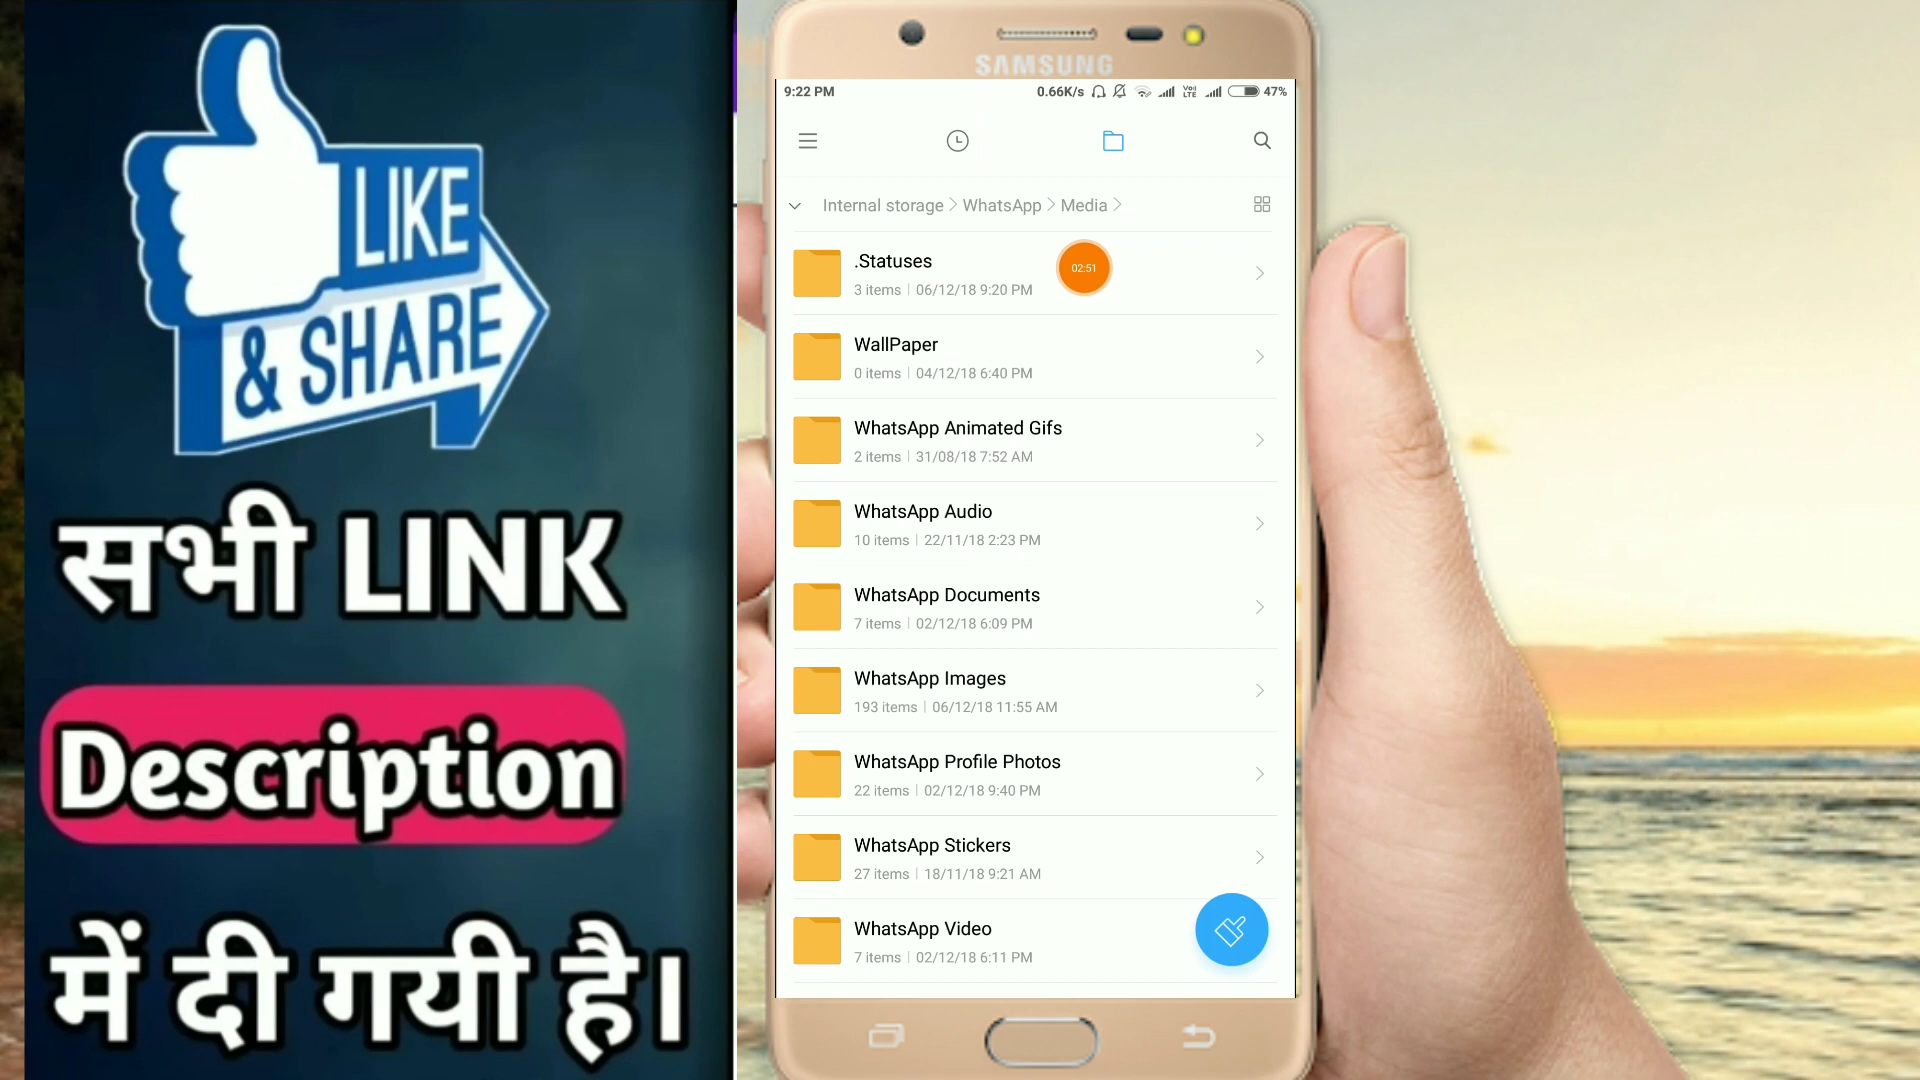 LIKE
& SHARE
सभी LINK
Description
में दी गयी है।
SAMSUNG
9:22 PM
0.66K/s
Vo))
LTE
47%
Internal storage
WhatsApp
Media
.Statuses
3 items | 06/12/18 9:20 PM
02:51
WallPaper
0 items | 04/12/18 6:40 PM
WhatsApp Animated Gifs
2 items | 31/08/18 7:52 AM
WhatsApp Audio
10 items | 22/11/18 2:23 PM
WhatsApp Documents
7 items | 02/12/18 6:09 PM
WhatsApp Images
193 items | 06/12/18 11:55 AM
WhatsApp Profile Photos
22 items | 02/12/18 9:40 PM
WhatsApp Stickers
27 items | 18/11/18 9:21 AM
WhatsApp Video
7 items | 02/12/18 6:11 PM